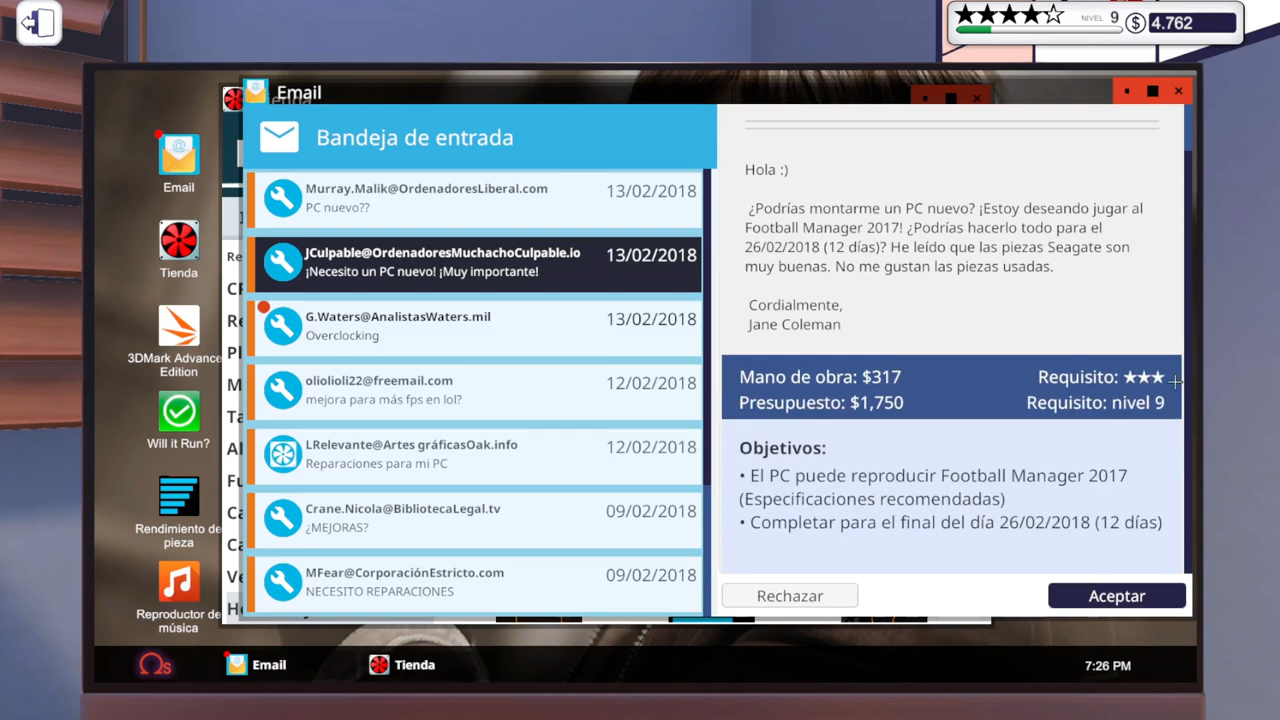 NIVEL 9
$ 4.762
Email
Bandeja de entrada
Murray.Malik@OrdenadoresLiberal.com 13/02/2018
PC nuevo??
JCulpable@OrdenadoresMuchachoCulpable.io 13/02/2018
¡Necesito un PC nuevo! ¡Muy importante!
G.Waters@AnalistasWaters.mil 13/02/2018
Overclocking
oliolioli22@freemail.com 12/02/2018
mejora para más fps en lol?
LRelevante@Artes gráficasOak.info 12/02/2018
Reparaciones para mi PC
Crane.Nicola@BibliotecaLegal.tv 09/02/2018
¿MEJORAS?
MFear@CorporaciónEstricto.com 09/02/2018
NECESITO REPARACIONES
Hola :)
¿Podrías montarme un PC nuevo? ¡Estoy deseando jugar al
Football Manager 2017! ¿Podrías hacerlo todo para el
26/02/2018 (12 días)? He leído que las piezas Seagate son
muy buenas. No me gustan las piezas usadas.
Cordialmente,
Jane Coleman
Mano de obra: $317
Requisito: ★★★
Presupuesto: $1,750
Requisito: nivel 9
Objetivos:
• El PC puede reproducir Football Manager 2017
(Especificaciones recomendadas)
• Completar para el final del día 26/02/2018 (12 días)
Rechazar
Aceptar
Email
Tienda
3DMark Advance
Edition
Will it Run?
Rendimiento de
pieza
Reproductor de
música
Email
Tienda
7:26 PM